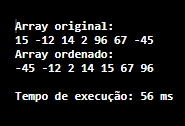 Array original:
15 -12 14 2 96 67 -45
Array ordenado:
-45 -12 2 14 15 67 96
Tempo de execução: 56 ms